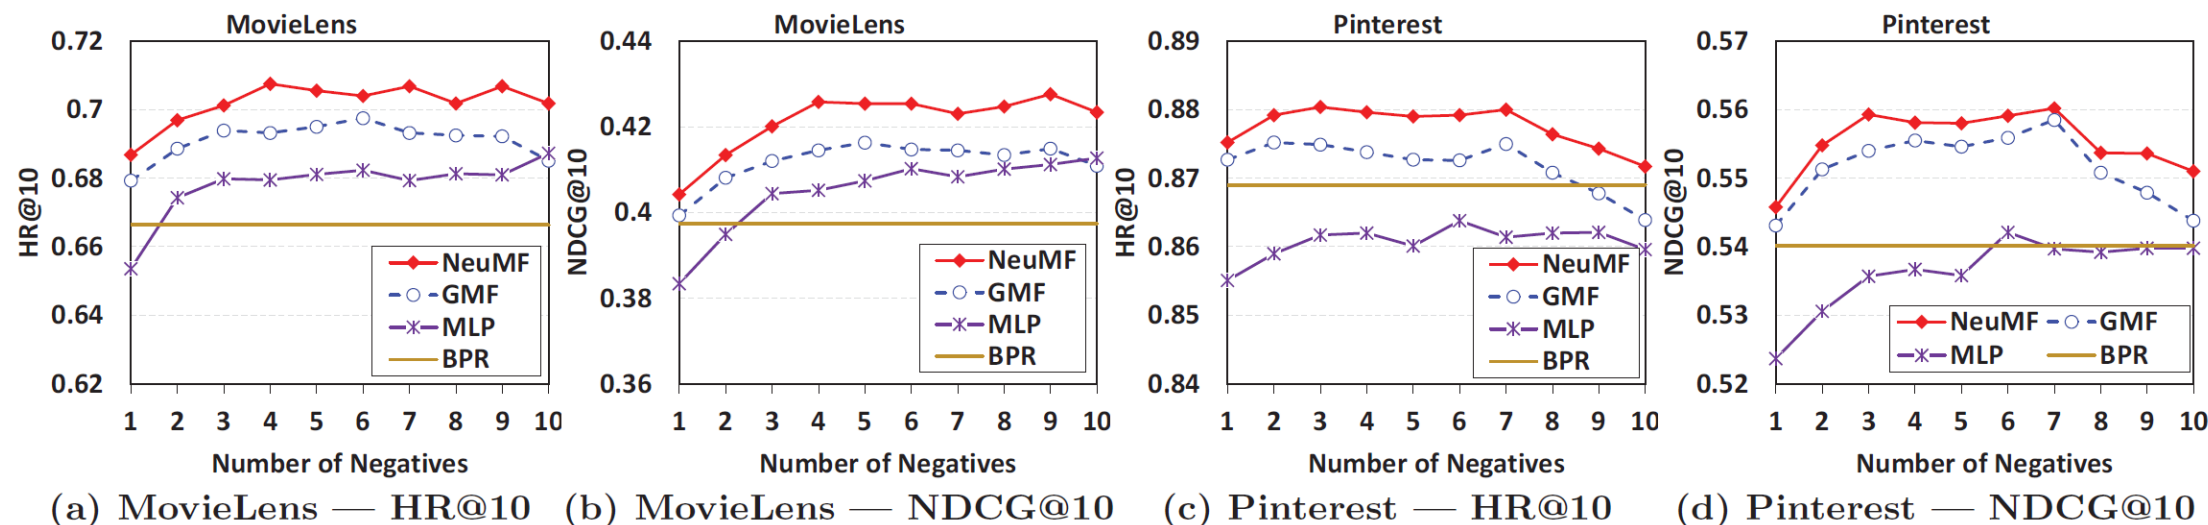 MovieLens
0.72
0.7
0.68
0.66
0.64
0.62
HR@10
NeuMF
GMF
MLP
BPR
1 2 3 4 5 6 7 8 9 10
Number of Negatives
(a) MovieLens — HR@10
MovieLens
0.44
0.42
0.4
0.38
0.36
NDCG@10
NeuMF
GMF
MLP
BPR
1 2 3 4 5 6 7 8 9 10
Number of Negatives
(b) MovieLens — NDCG@10
Pinterest
0.89
0.88
0.87
0.86
0.85
0.84
HR@10
NeuMF
GMF
MLP
BPR
1 2 3 4 5 6 7 8 9 10
Number of Negatives
(c) Pinterest — HR@10
Pinterest
0.57
0.56
0.55
0.54
0.53
0.52
NDCG@10
NeuMF GMF
MLP BPR
1 2 3 4 5 6 7 8 9 10
Number of Negatives
(d) Pinterest — NDCG@10